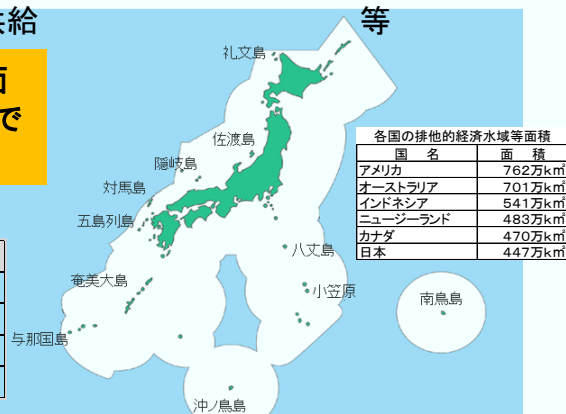 供給
等
面
で
礼文島
佐渡島
隠岐島
対馬島
五島列島
奄美大島
与那国島
八丈島
小笠原
南鳥島
沖ノ鳥島
各国の排他的経済水域等面積
国 名 面 積
アメリカ 762万k㎡
オーストラリア 701万k㎡
インドネシア 541万k㎡
ニュージーランド 483万k㎡
カナダ 470万k㎡
日本 447万k㎡